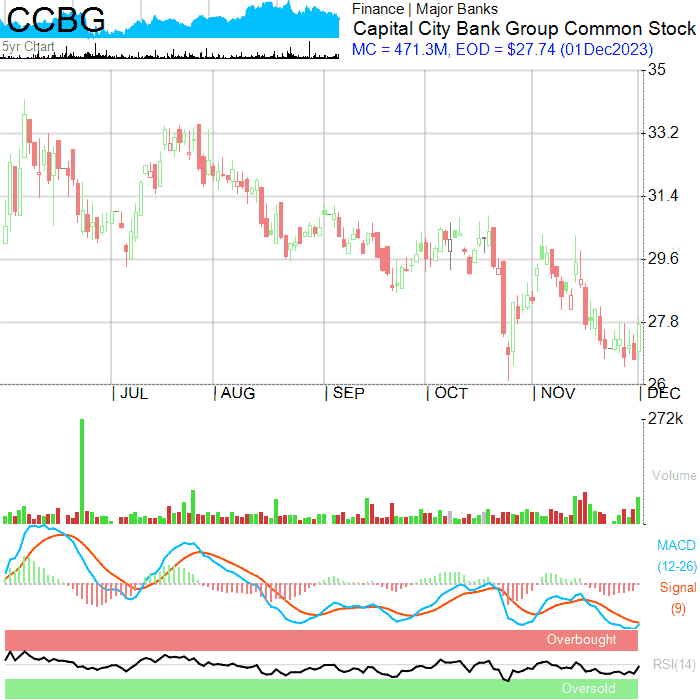 CCBG
5yr Chart
Finance | Major Banks
Capital City Bank Group Common Stock
MC = 471.3M, EOD = $27.74 (01Dec2023)
35
33.2
31.4
29.6
27.8
26
| JUL | AUG | SEP | OCT | NOV | DEC
272k
Volume
MACD
(12-26)
Signal
(9)
Overbought
RSI(14)
Oversold